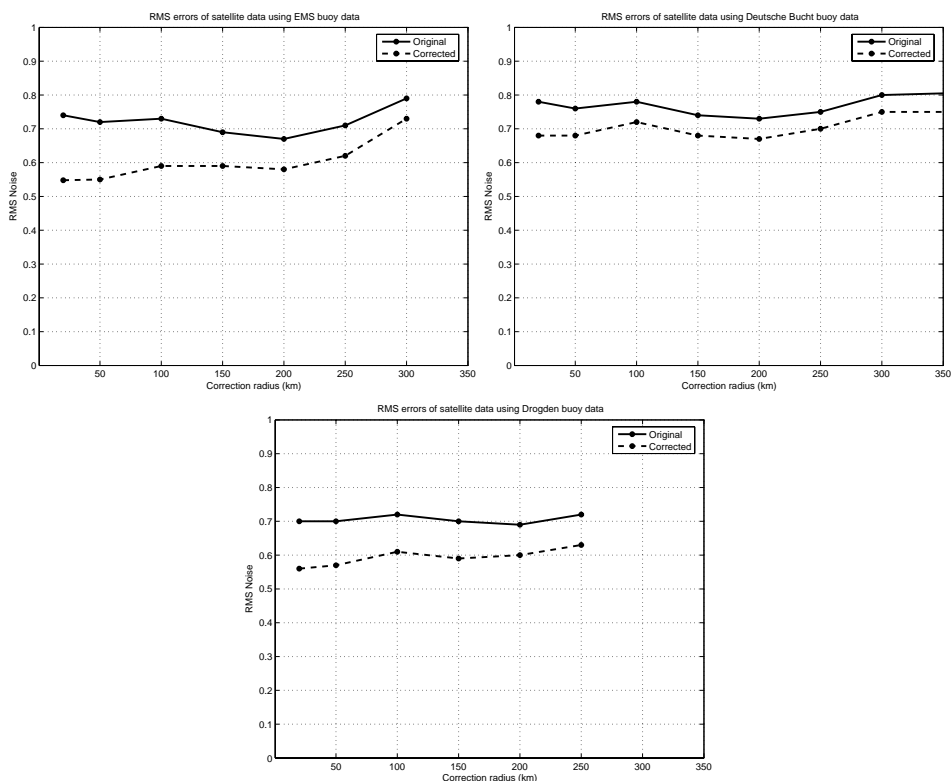 RMS errors of satellite data using EMS buoy data
Original
Corrected
RMS Noise
1
0.9
0.8
0.7
0.6
0.5
0.4
0.3
0.2
0.1
0
50 100 150 200 250 300 350
Correction radius (km)
RMS errors of satellite data using Deutsche Bucht buoy data
Original
Corrected
RMS Noise
1
0.9
0.8
0.7
0.6
0.5
0.4
0.3
0.2
0.1
0
50 100 150 200 250 300 350
Correction radius (km)
RMS errors of satellite data using Drogden buoy data
Original
Corrected
RMS Noise
1
0.9
0.8
0.7
0.6
0.5
0.4
0.3
0.2
0.1
0
50 100 150 200 250 300 350
Correction radius (km)